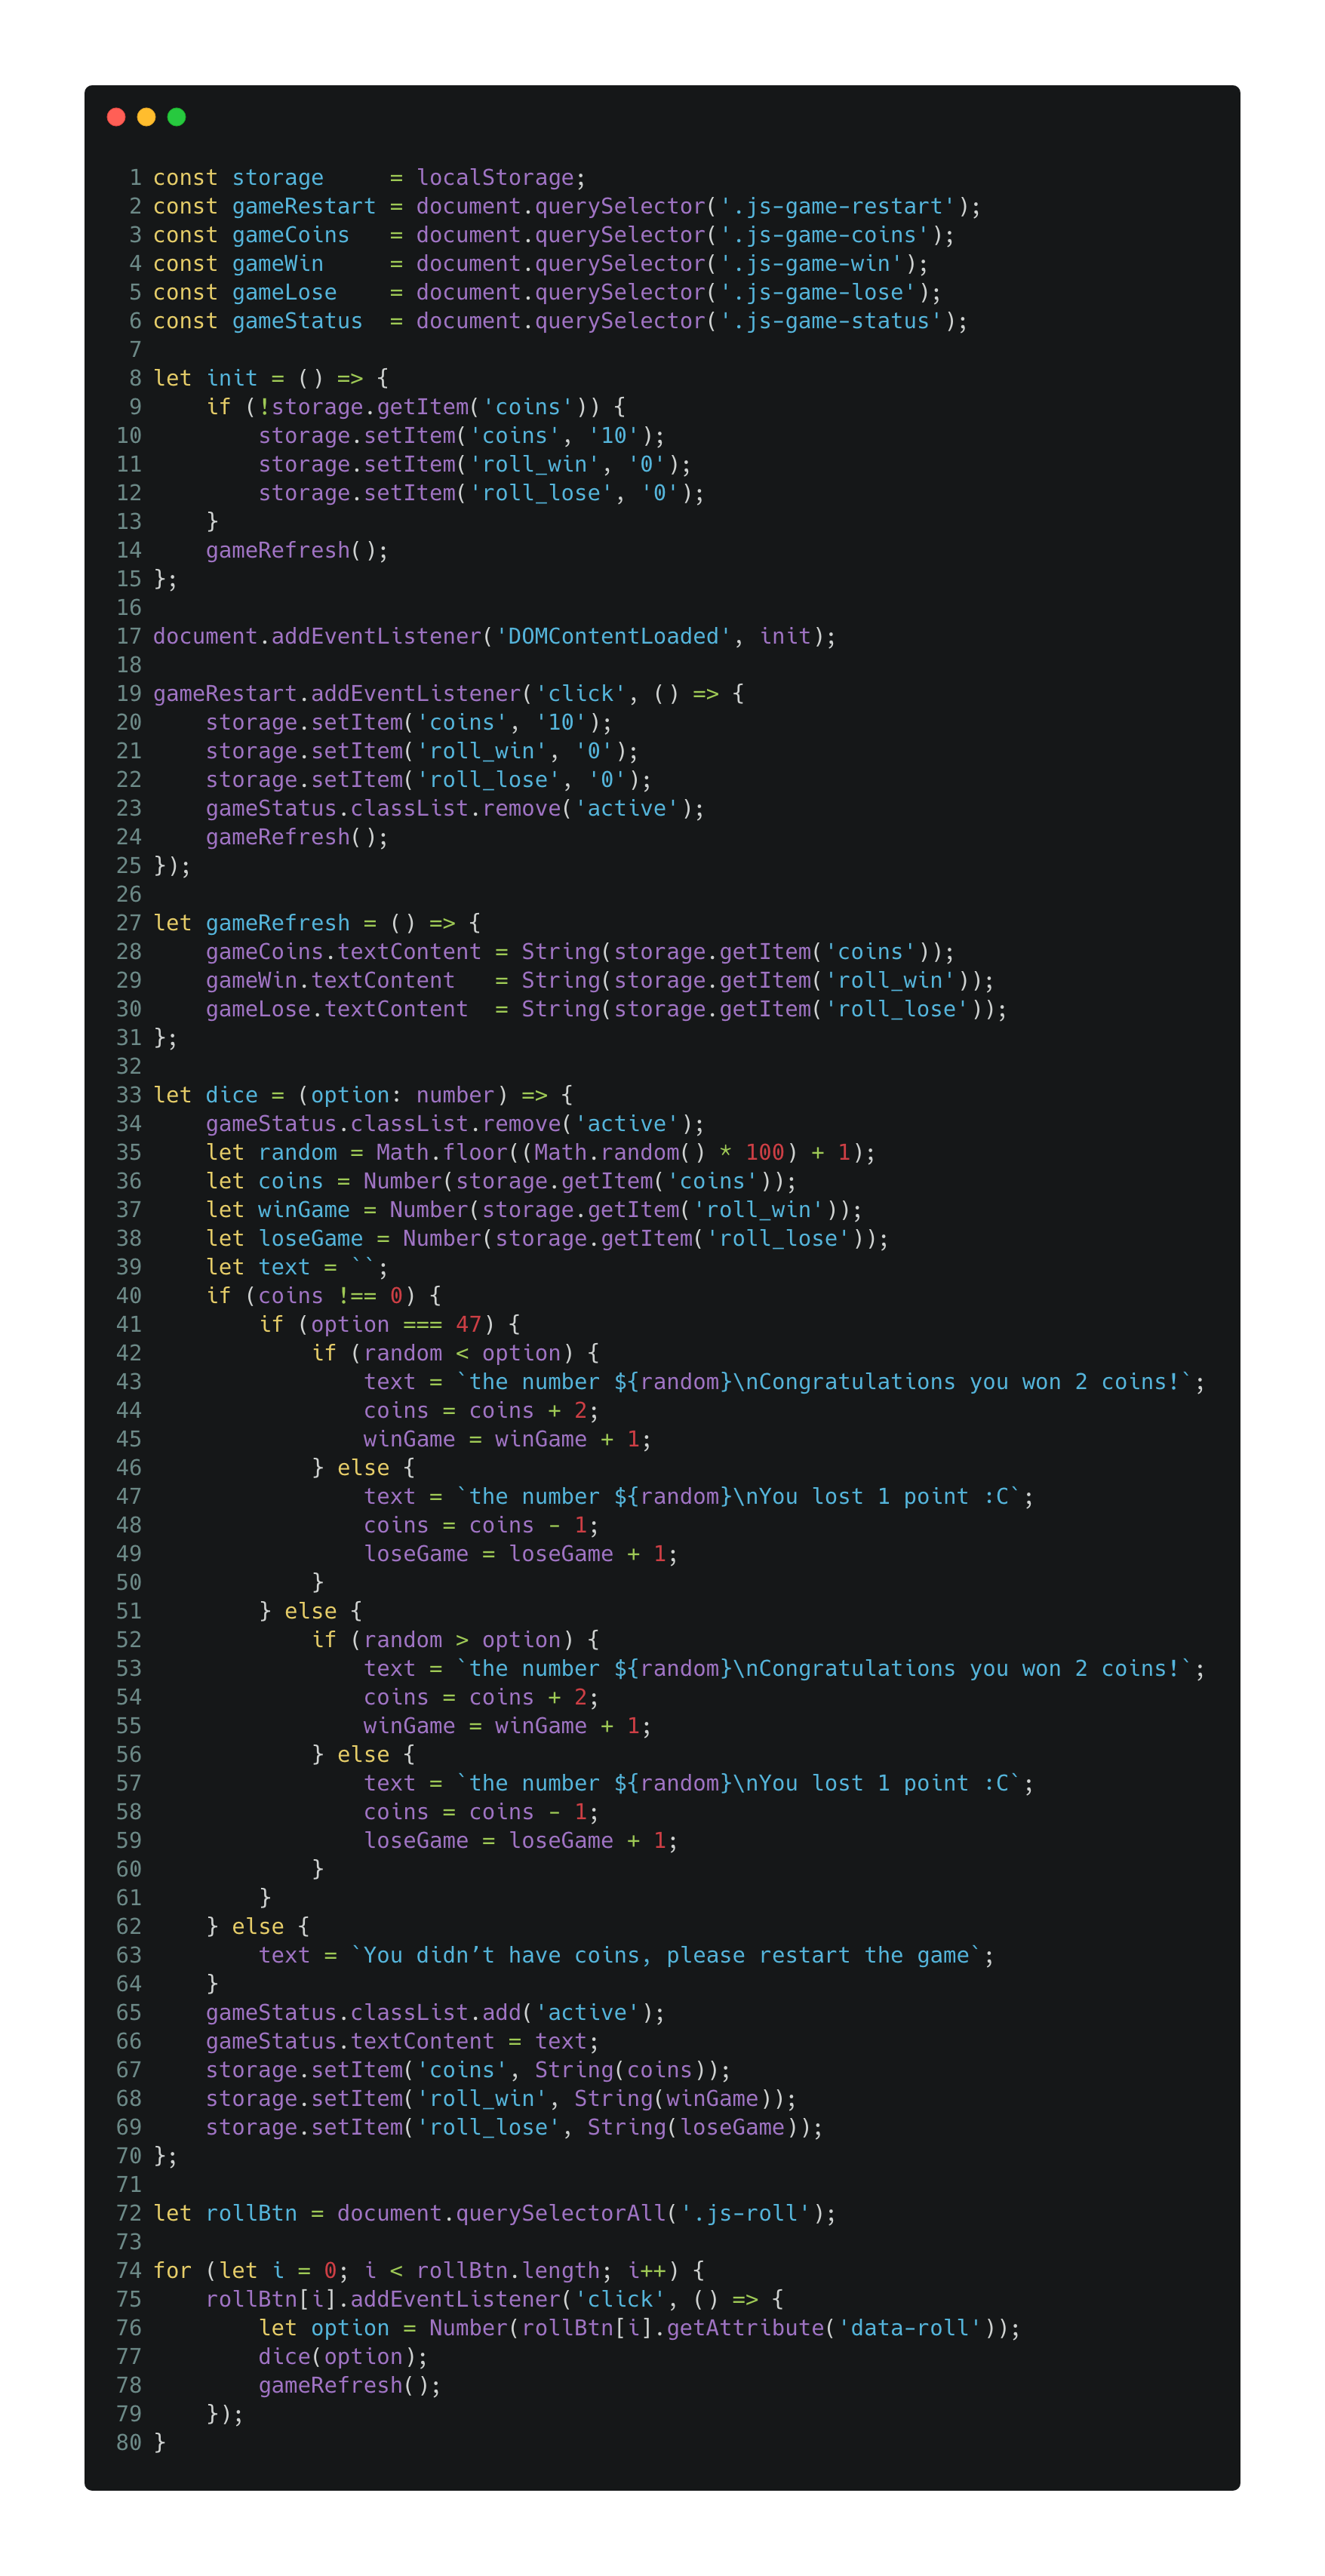 1 const storage     = localStorage;
2 const gameRestart = document.querySelector('.js-game-restart');
3 const gameCoins   = document.querySelector('.js-game-coins');
4 const gameWin     = document.querySelector('.js-game-win');
5 const gameLose    = document.querySelector('.js-game-lose');
6 const gameStatus  = document.querySelector('.js-game-status');
7
8 let init = () => {
9     if (!storage.getItem('coins')) {
10         storage.setItem('coins', '10');
11         storage.setItem('roll_win', '0');
12         storage.setItem('roll_lose', '0');
13     }
14     gameRefresh();
15 };
16
17 document.addEventListener('DOMContentLoaded', init);
18
19 gameRestart.addEventListener('click', () => {
20     storage.setItem('coins', '10');
21     storage.setItem('roll_win', '0');
22     storage.setItem('roll_lose', '0');
23     gameStatus.classList.remove('active');
24     gameRefresh();
25 });
26
27 let gameRefresh = () => {
28     gameCoins.textContent = String(storage.getItem('coins'));
29     gameWin.textContent   = String(storage.getItem('roll_win'));
30     gameLose.textContent  = String(storage.getItem('roll_lose'));
31 };
32
33 let dice = (option: number) => {
34     gameStatus.classList.remove('active');
35     let random = Math.floor((Math.random() * 100) + 1);
36     let coins = Number(storage.getItem('coins'));
37     let winGame = Number(storage.getItem('roll_win'));
38     let loseGame = Number(storage.getItem('roll_lose'));
39     let text = ``;
40     if (coins !== 0) {
41         if (option === 47) {
42             if (random < option) {
43                 text = `the number ${random}\nCongratulations you won 2 coins!`;
44                 coins = coins + 2;
45                 winGame = winGame + 1;
46             } else {
47                 text = `the number ${random}\nYou lost 1 point :C`;
48                 coins = coins - 1;
49                 loseGame = loseGame + 1;
50             }
51         } else {
52             if (random > option) {
53                 text = `the number ${random}\nCongratulations you won 2 coins!`;
54                 coins = coins + 2;
55                 winGame = winGame + 1;
56             } else {
57                 text = `the number ${random}\nYou lost 1 point :C`;
58                 coins = coins - 1;
59                 loseGame = loseGame + 1;
60             }
61         }
62     } else {
63         text = `You didn’t have coins, please restart the game`;
64     }
65     gameStatus.classList.add('active');
66     gameStatus.textContent = text;
67     storage.setItem('coins', String(coins));
68     storage.setItem('roll_win', String(winGame));
69     storage.setItem('roll_lose', String(loseGame));
70 };
71
72 let rollBtn = document.querySelectorAll('.js-roll');
73
74 for (let i = 0; i < rollBtn.length; i++) {
75     rollBtn[i].addEventListener('click', () => {
76         let option = Number(rollBtn[i].getAttribute('data-roll'));
77         dice(option);
78         gameRefresh();
79     });
80 }